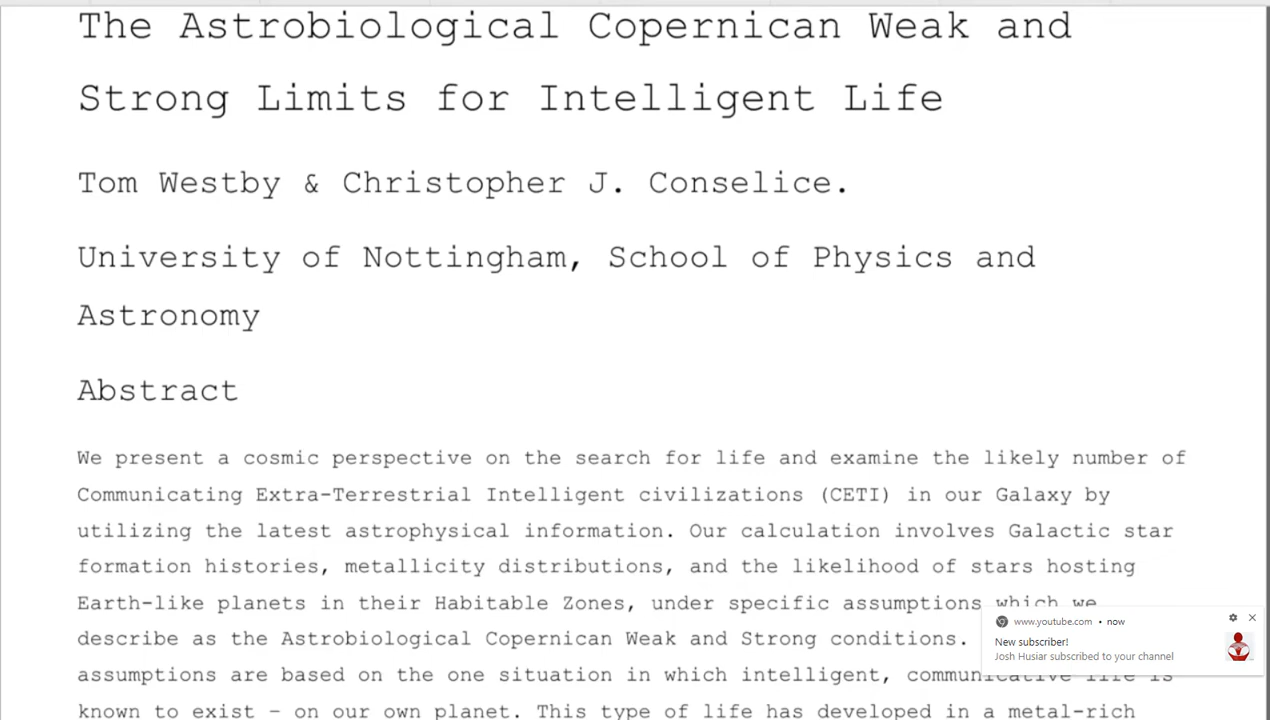 The Astrobiological Copernican Weak and
Strong Limits for Intelligent Life
Tom Westby & Christopher J. Conselice.
University of Nottingham, School of Physics and
Astronomy
Abstract
We present a cosmic perspective on the search for life and examine the likely number of
Communicating Extra-Terrestrial Intelligent civilizations (CETI) in our Galaxy by
utilizing the latest astrophysical information. Our calculation involves Galactic star
formation histories, metallicity distributions, and the likelihood of stars hosting
Earth-like planets in their Habitable Zones, under specific assumptions which we
describe as the Astrobiological Copernican Weak and Strong conditions.
assumptions are based on the one situation in which intelligent, communicative life is
known to exist – on our own planet. This type of life has developed in a metal-rich
www.youtube.com • now
New subscriber!
Josh Husiar subscribed to your channel